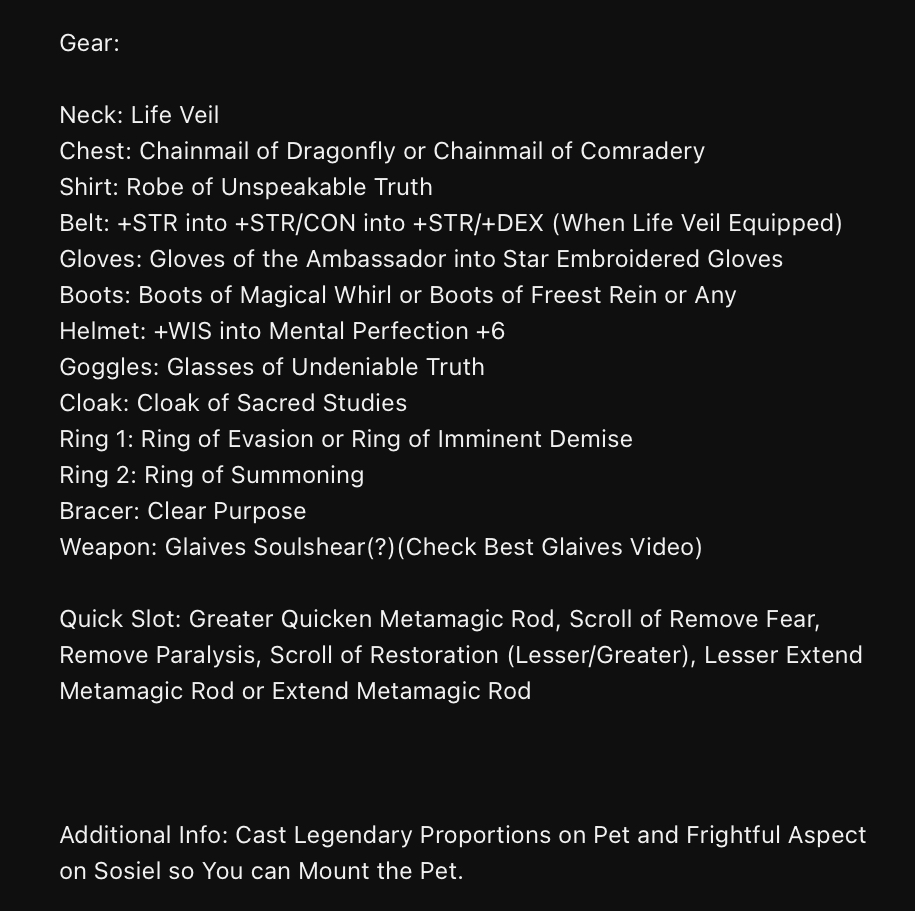 Gear:
Neck: Life Veil
Chest: Chainmail of Dragonfly or Chainmail of Comradery
Shirt: Robe of Unspeakable Truth
Belt: +STR into +STR/CON into +STR/+DEX (When Life Veil Equipped)
Gloves: Gloves of the Ambassador into Star Embroidered Gloves
Boots: Boots of Magical Whirl or Boots of Freest Rein or Any
Helmet: +WIS into Mental Perfection +6
Goggles: Glasses of Undeniable Truth
Cloak: Cloak of Sacred Studies
Ring 1: Ring of Evasion or Ring of Imminent Demise
Ring 2: Ring of Summoning
Bracer: Clear Purpose
Weapon: Glaives Soulshear(?)(Check Best Glaives Video)
Quick Slot: Greater Quicken Metamagic Rod, Scroll of Remove Fear,
Remove Paralysis, Scroll of Restoration (Lesser/Greater), Lesser Extend
Metamagic Rod or Extend Metamagic Rod
Additional Info: Cast Legendary Proportions on Pet and Frightful Aspect
on Sosiel so You can Mount the Pet.